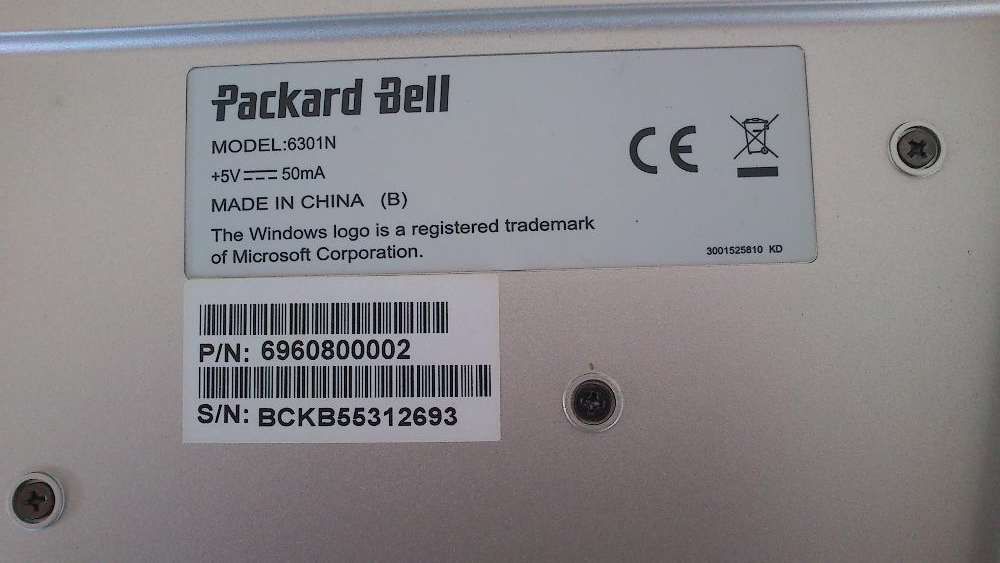 Packard Bell
MODEL:6301N
+5V 50mA
MADE IN CHINA (B)
The Windows logo is a registered trademark
of Microsoft Corporation.
CE
3001525810 KD
P/N: 6960800002
S/N: BCKB55312693